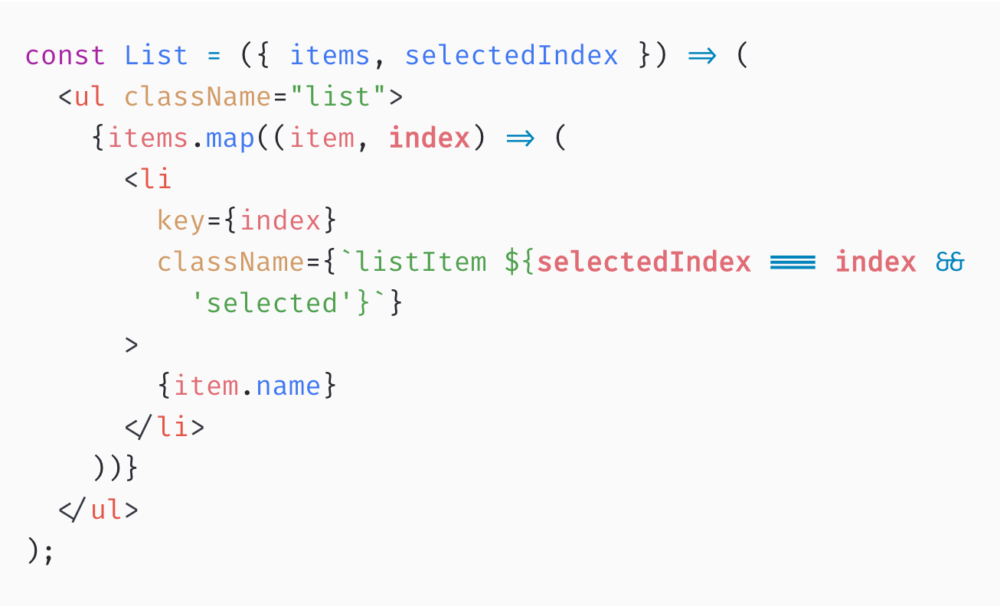 const List = ({ items, selectedIndex }) => (
  <ul className="list">
    {items.map((item, index) => (
      <li
        key={index}
        className={`listItem ${selectedIndex === index &&
          'selected'}`}
      >
        {item.name}
      </li>
    ))}
  </ul>
);